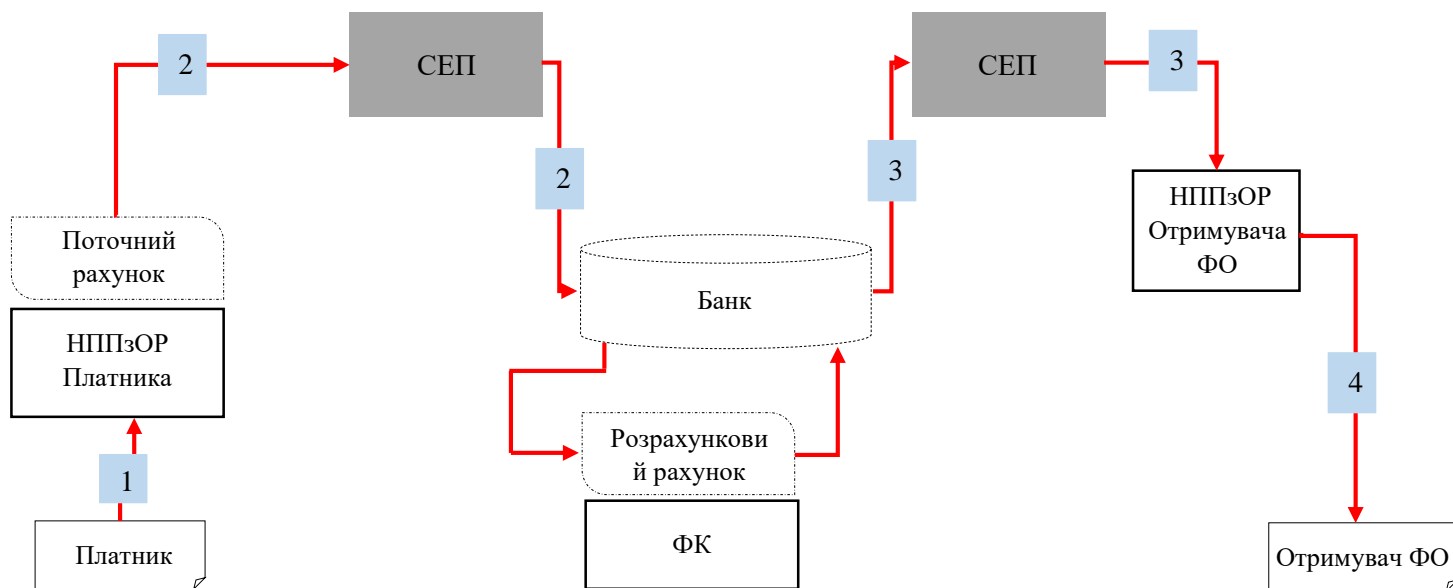 2
СЕП
СЕП
3
2
3
НППзОР
Отримувача
ФО
Поточний
рахунок
Банк
НППзОР
Платника
4
Розрахункови
й рахунок
1
ФК
Платник
Отримувач ФО